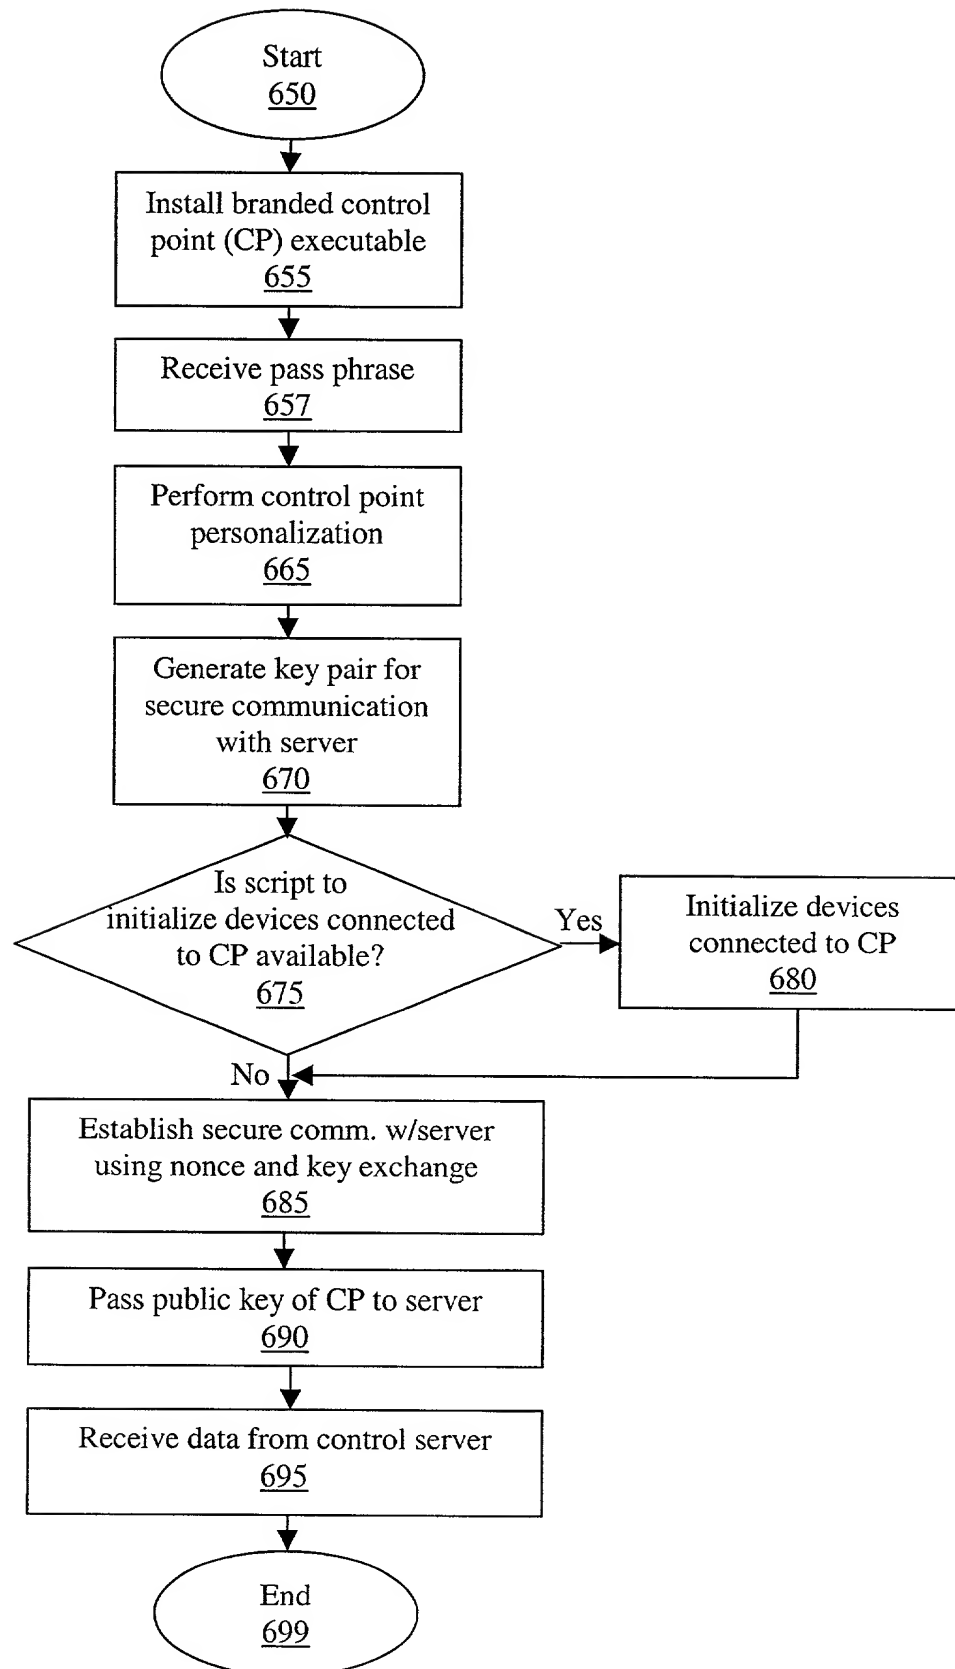 Start
650
Install branded control
point (CP) executable
655
Receive pass phrase
657
Perform control point
personalization
665
Generate key pair for
secure communication
with server
670
Is script to
initialize devices connected
to CP available?
675
Yes
Initialize devices
connected to CP
680
No
Establish secure comm. w/server
using nonce and key exchange
685
Pass public key of CP to server
690
Receive data from control server
695
End
699